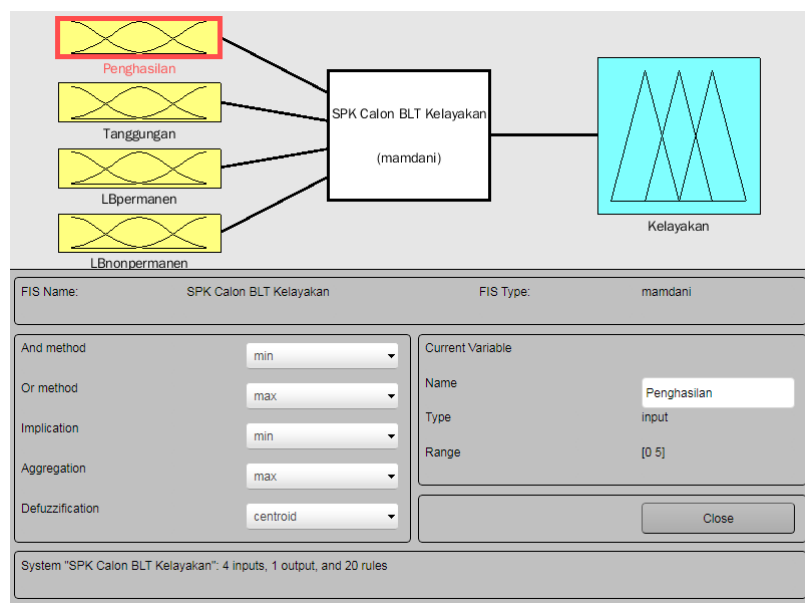 Penghasilan
Tanggungan
LBpermanen
LBnonpermanen
SPK Calon BLT Kelayakan
(mamdani)
Kelayakan
FIS Name: SPK Calon BLT Kelayakan FIS Type: mamdani
And method min
Or method max
Implication min
Aggregation max
Defuzzification centroid
Current Variable
Name Penghasilan
Type input
Range [0 5]
Close
System "SPK Calon BLT Kelayakan": 4 inputs, 1 output, and 20 rules